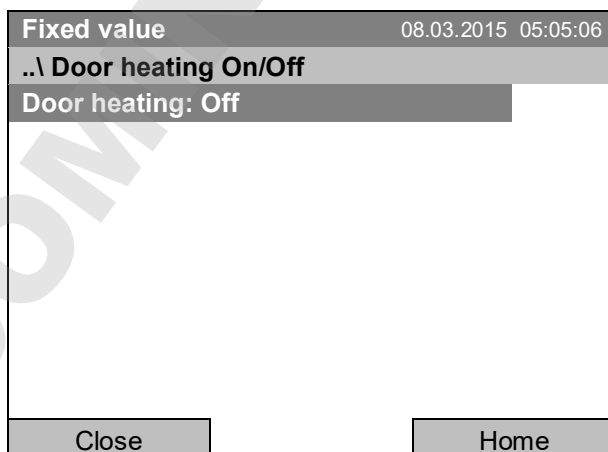 Fixed value 08.03.2015 05:05:06
..\ Door heating On/Off
Door heating: Off
Close Home